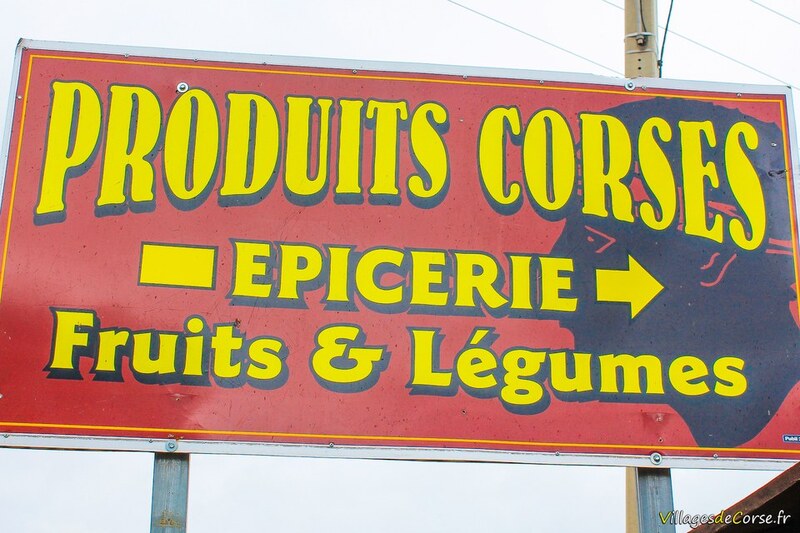 PRODUITS CORSES
EPICERIE
Fruits & Légumes
VillagesdeCorse.fr